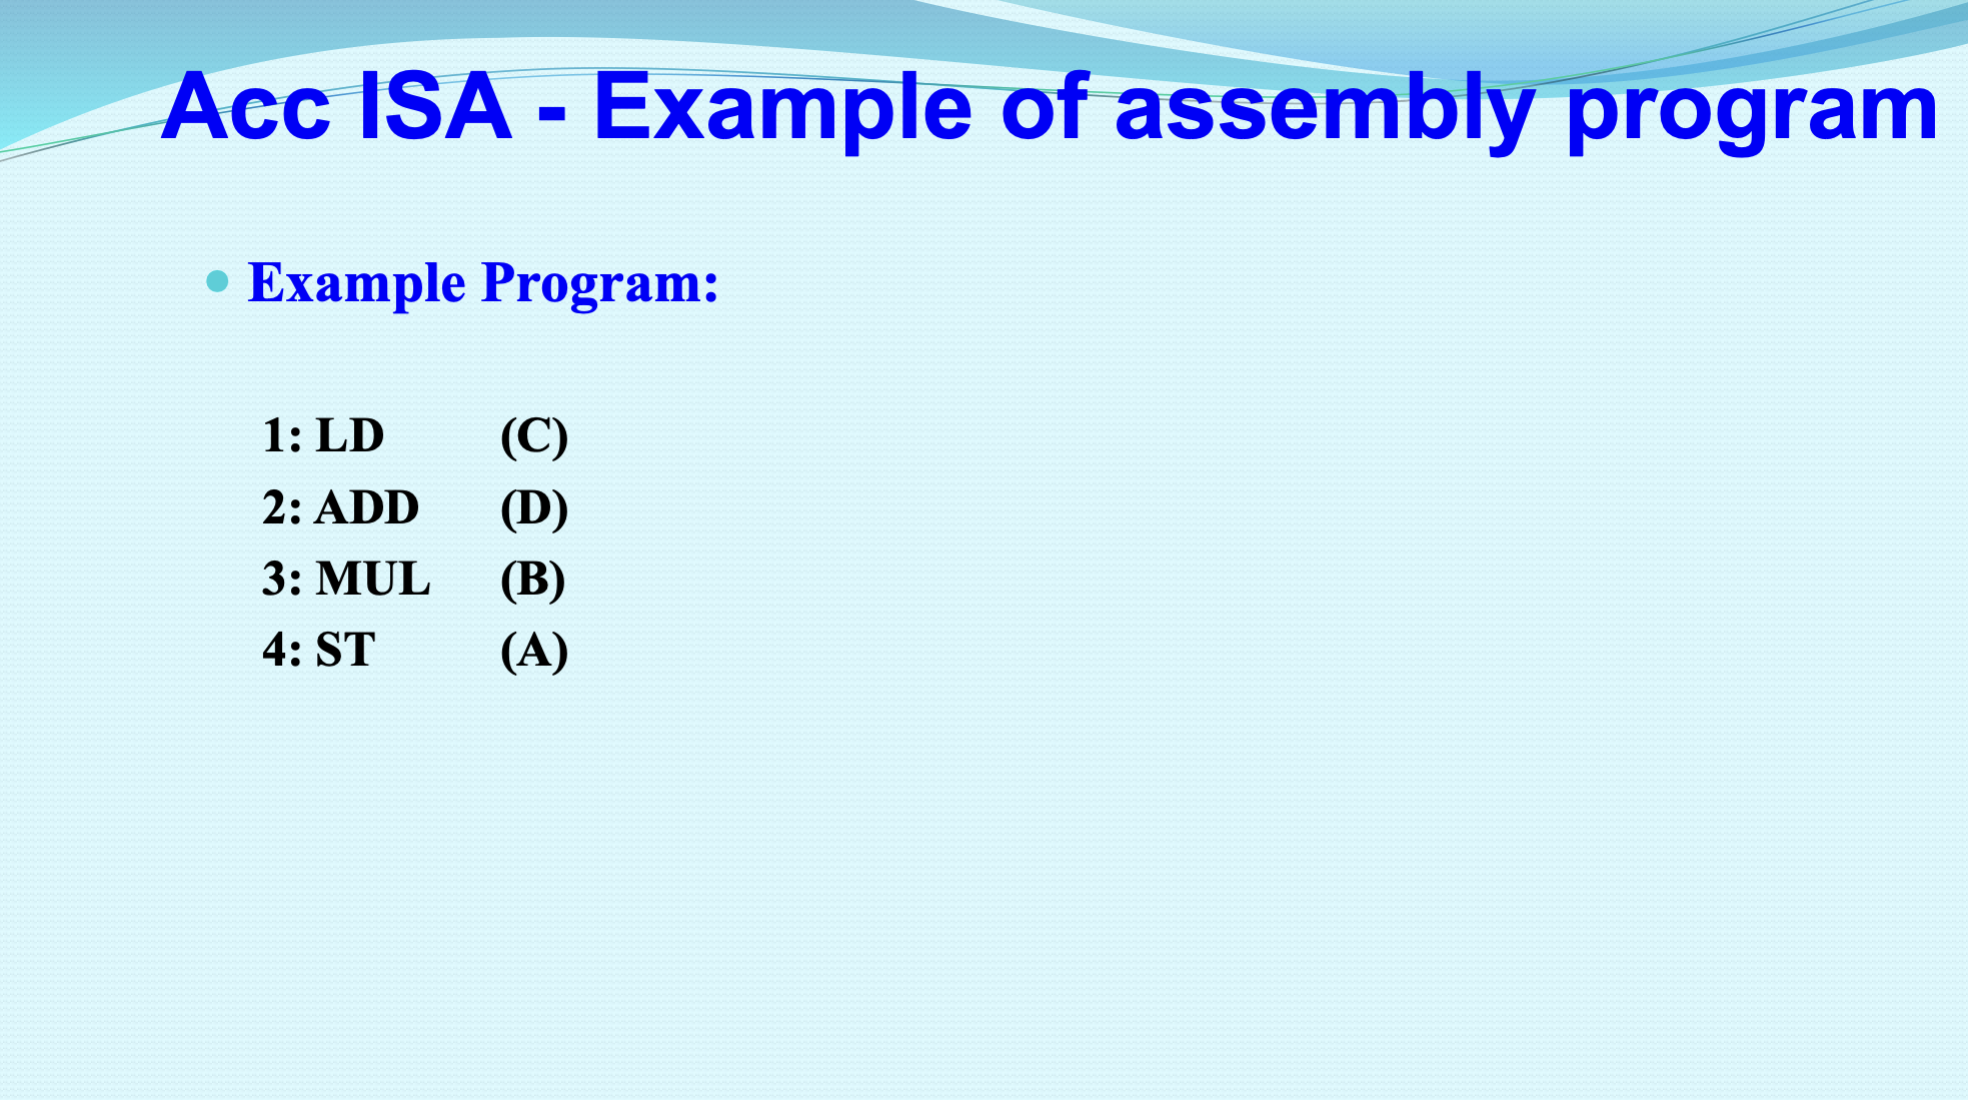 Acc ISA - Example of assembly program
Example Program:
1: LD (C)
2: ADD (D)
3: MUL (B)
4: ST (A)